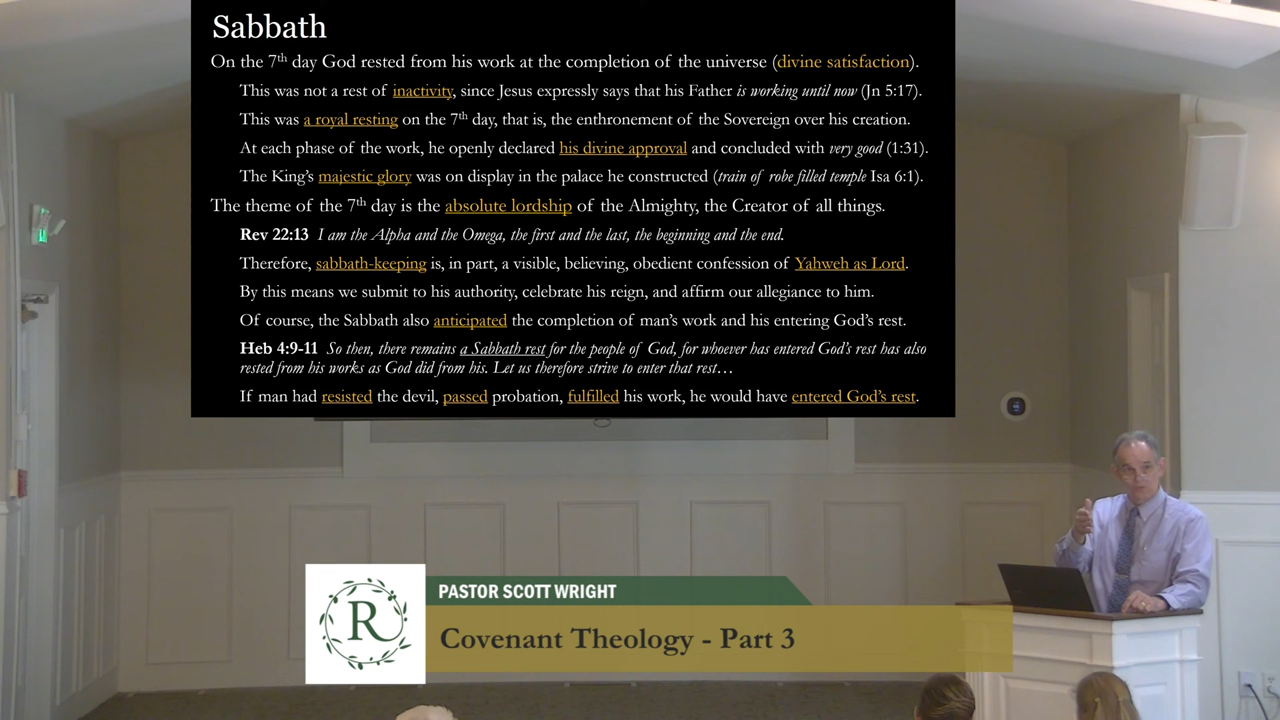 Sabbath
On the 7th day God rested from his work at the completion of the universe (divine satisfaction).
This was not a rest of inactivity, since Jesus expressly says that his Father is working until now (Jn 5:17).
This was a royal resting on the 7th day, that is, the enthronement of the Sovereign over his creation.
At each phase of the work, he openly declared his divine approval and concluded with very good (1:31).
The King's majestic glory was on display in the palace he constructed (train of robe filled temple Isa 6:1).
The theme of the 7th day is the absolute lordship of the Almighty, the Creator of all things.
Rev 22:13 I am the Alpha and the Omega, the first and the last, the beginning and the end.
Therefore, sabbath-keeping is, in part, a visible, believing, obedient confession of Yahweh as Lord.
By this means we submit to his authority, celebrate his reign, and affirm our allegiance to him.
Of course, the Sabbath also anticipated the completion of man's work and his entering God's rest.
Heb 4:9-11 So then, there remains a Sabbath rest for the people of God, for whoever has entered God's rest has also
rested from his works as God did from his. Let us therefore strive to enter that rest…
If man had resisted the devil, passed probation, fulfilled his work, he would have entered God's rest.
R
PASTOR SCOTT WRIGHT
Covenant Theology - Part 3